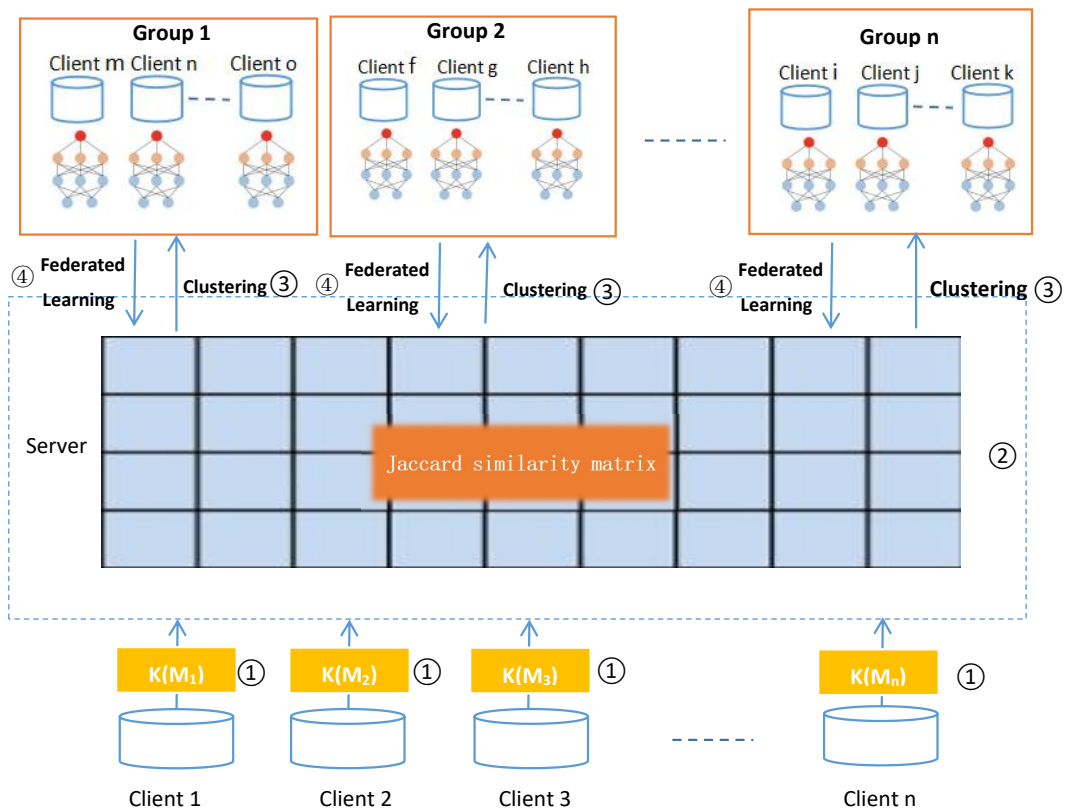 Group 1
Group 2
Group n
Client m Client n Client o
Client f Client g Client h
Client i Client j Client k
④ Federated Learning
Clustering ③
④ Federated Learning
Clustering ③
④ Federated Learning
Clustering ③
Server
Jaccard similarity matrix
②
K(M₁) ①
K(M₂) ①
K(M₃) ①
K(Mₙ) ①
Client 1
Client 2
Client 3
Client n